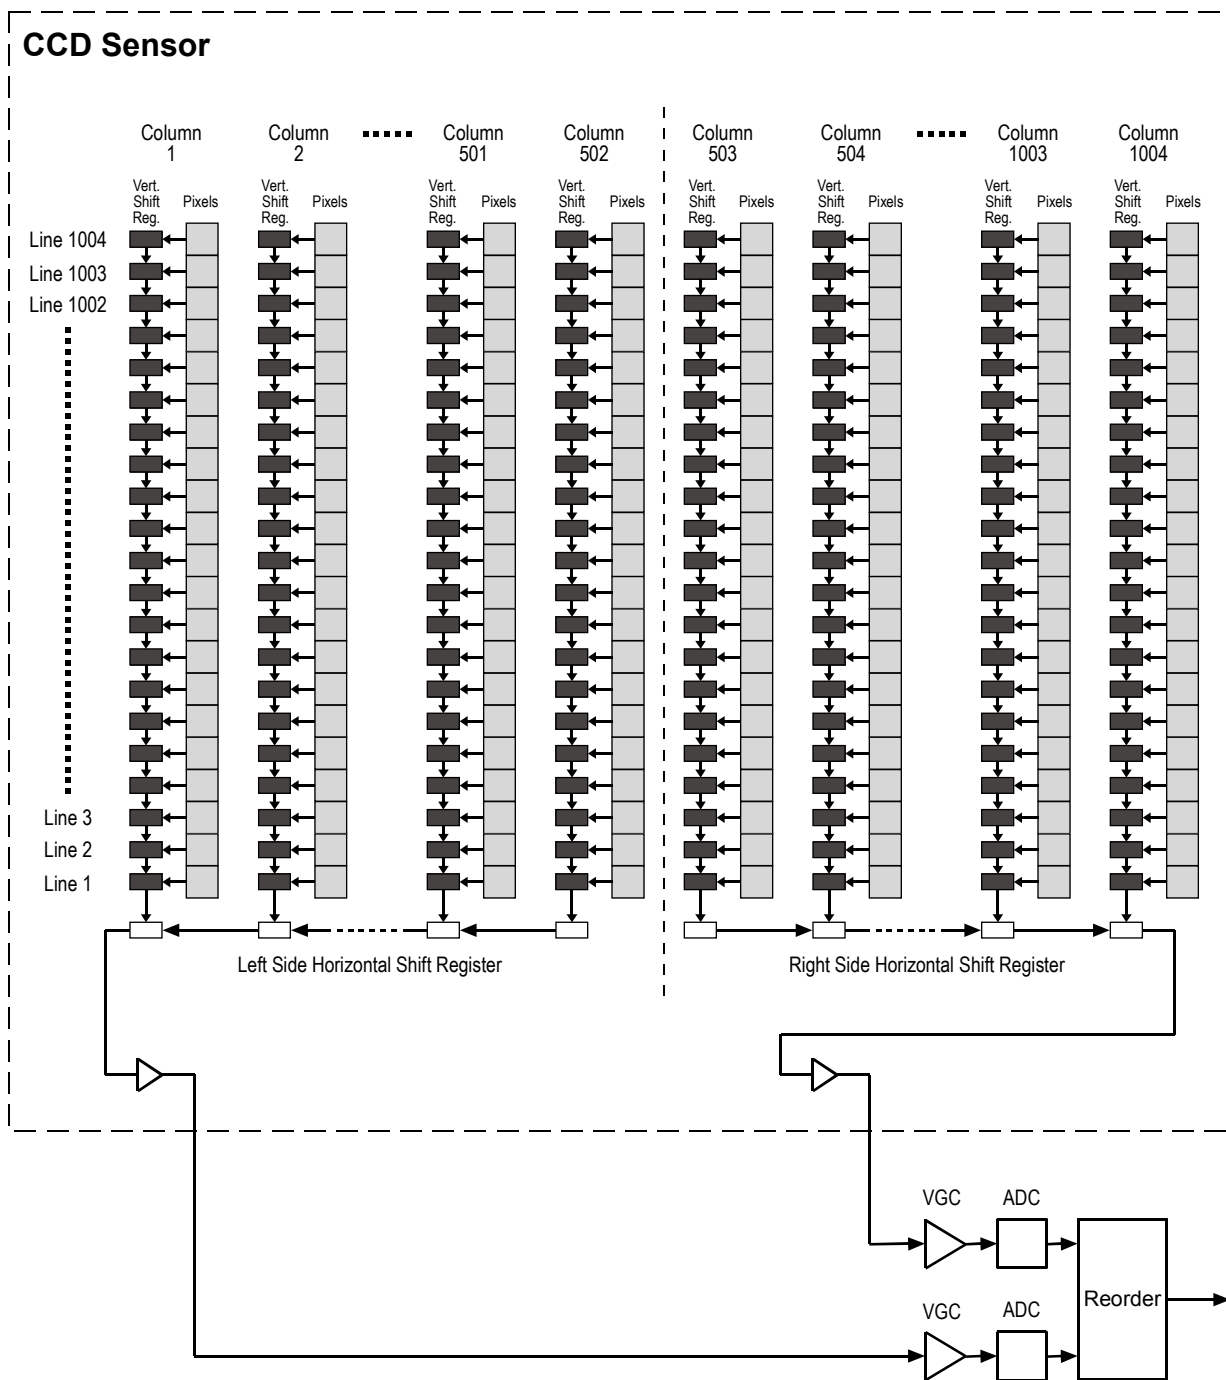 CCD Sensor
Column 1
Column 2
Column 501
Column 502
Column 503
Column 504
Column 1003
Column 1004
Vert. Shift Reg.
Pixels
Vert. Shift Reg.
Pixels
Vert. Shift Reg.
Pixels
Vert. Shift Reg.
Pixels
Vert. Shift Reg.
Pixels
Vert. Shift Reg.
Pixels
Vert. Shift Reg.
Pixels
Vert. Shift Reg.
Pixels
Line 1004
Line 1003
Line 1002
Line 3
Line 2
Line 1
Left Side Horizontal Shift Register
Right Side Horizontal Shift Register
VGC
ADC
Reorder
VGC
ADC